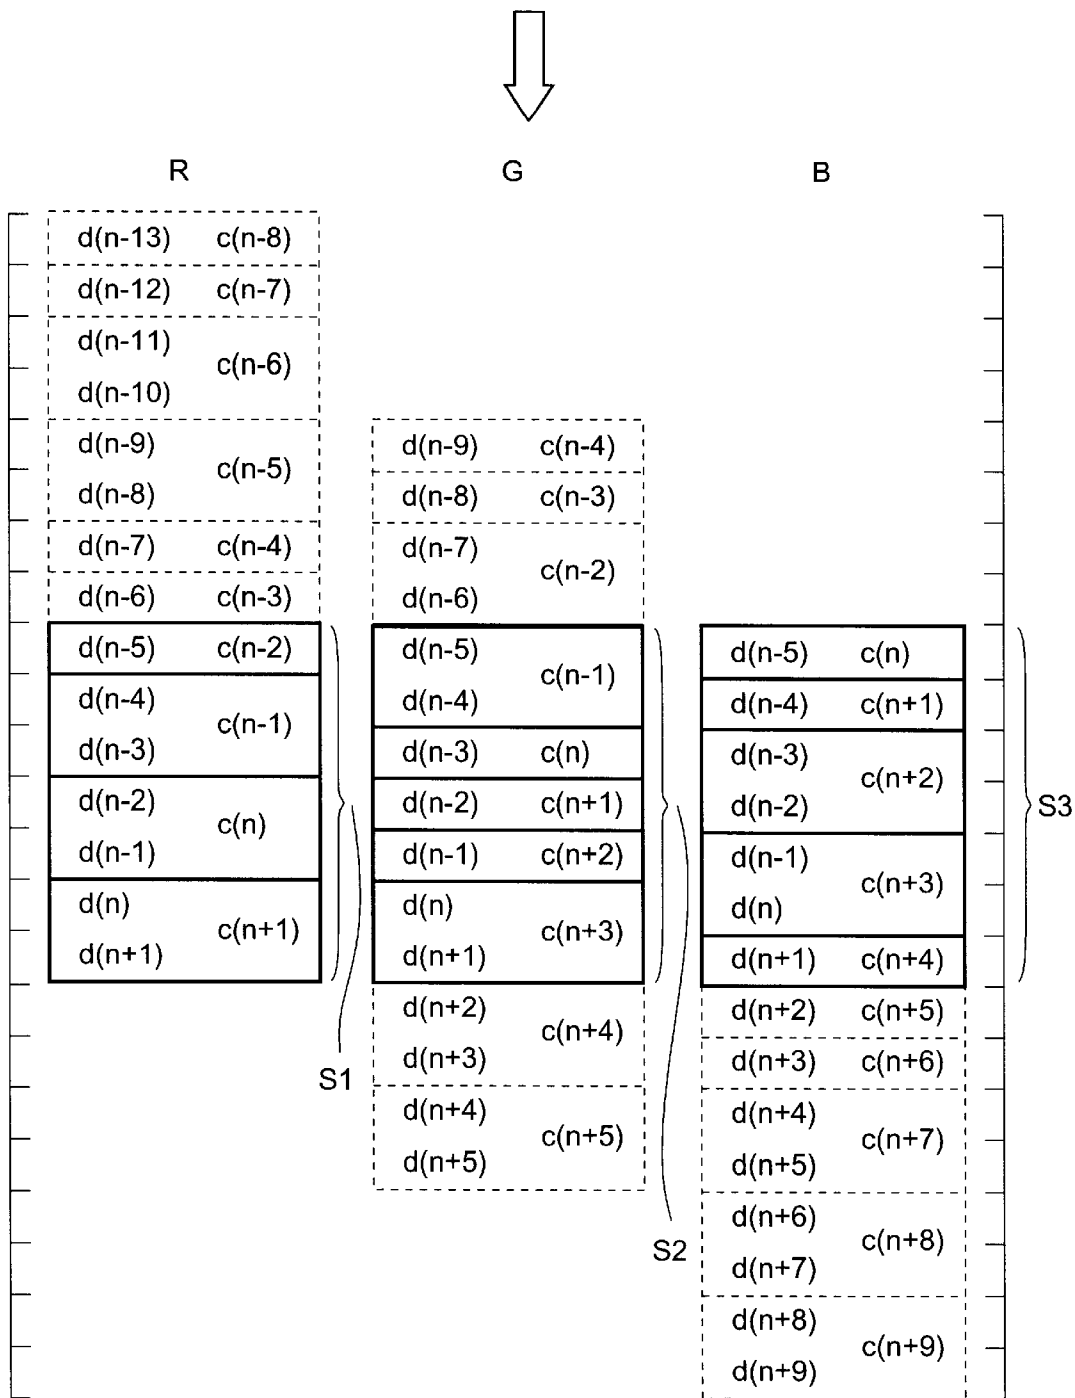 R G B
d(n-13) c(n-8)
d(n-12) c(n-7)
d(n-11)
c(n-6)
d(n-10)
d(n-9)
c(n-5)
d(n-8)
d(n-7) c(n-4)
d(n-6) c(n-3)
d(n-5) c(n-2)
d(n-4)
c(n-1)
d(n-3)
d(n-2)
c(n)
d(n-1)
d(n)
c(n+1)
d(n+1)
S1
d(n-9) c(n-4)
d(n-8) c(n-3)
d(n-7)
c(n-2)
d(n-6)
d(n-5)
c(n-1)
d(n-4)
d(n-3) c(n)
d(n-2) c(n+1)
d(n-1) c(n+2)
d(n)
c(n+3)
d(n+1)
d(n+2)
c(n+4)
d(n+3)
d(n+4)
c(n+5)
d(n+5)
S2
d(n-5) c(n)
d(n-4) c(n+1)
d(n-3)
c(n+2)
d(n-2)
d(n-1)
c(n+3)
d(n)
d(n+1) c(n+4)
d(n+2) c(n+5)
d(n+3) c(n+6)
d(n+4)
c(n+7)
d(n+5)
d(n+6)
c(n+8)
d(n+7)
d(n+8)
c(n+9)
d(n+9)
S3